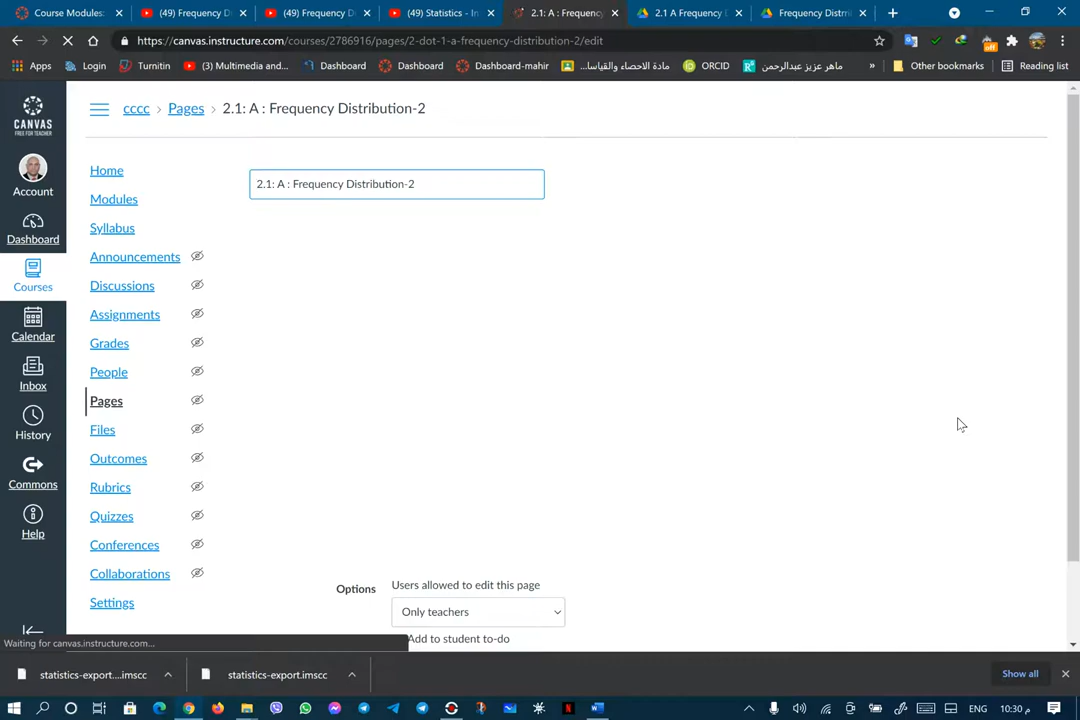 Course Modules:
(49) Frequency D
(49) Frequency D
(49) Statistics - In
2.1: A : Frequency
2.1 A Frequency D
Frequency Distri
https://canvas.instructure.com/courses/2786916/pages/2-dot-1-a-frequency-distribution-2/edit
Apps
Login
Turnitin
(3) Multimedia and...
Dashboard
Dashboard
Dashboard-mahir
مادة الاحصاء والقياسا...
ORCID
ماهر عزيز عبدالرحمن
»
Other bookmarks
Reading list
off
cccc > Pages > 2.1: A : Frequency Distribution-2
CANVAS
FREE FOR TEACHER
Account
Dashboard
Courses
Calendar
Inbox
History
Commons
Help
Home
Modules
Syllabus
Announcements
Discussions
Assignments
Grades
People
Pages
Files
Outcomes
Rubrics
Quizzes
Conferences
Collaborations
Settings
2.1: A : Frequency Distribution-2
Options
Users allowed to edit this page
Only teachers
Add to student to-do
Waiting for canvas.instructure.com...
statistics-export....imscc
statistics-export.imscc
Show all
ENG
10:30 م